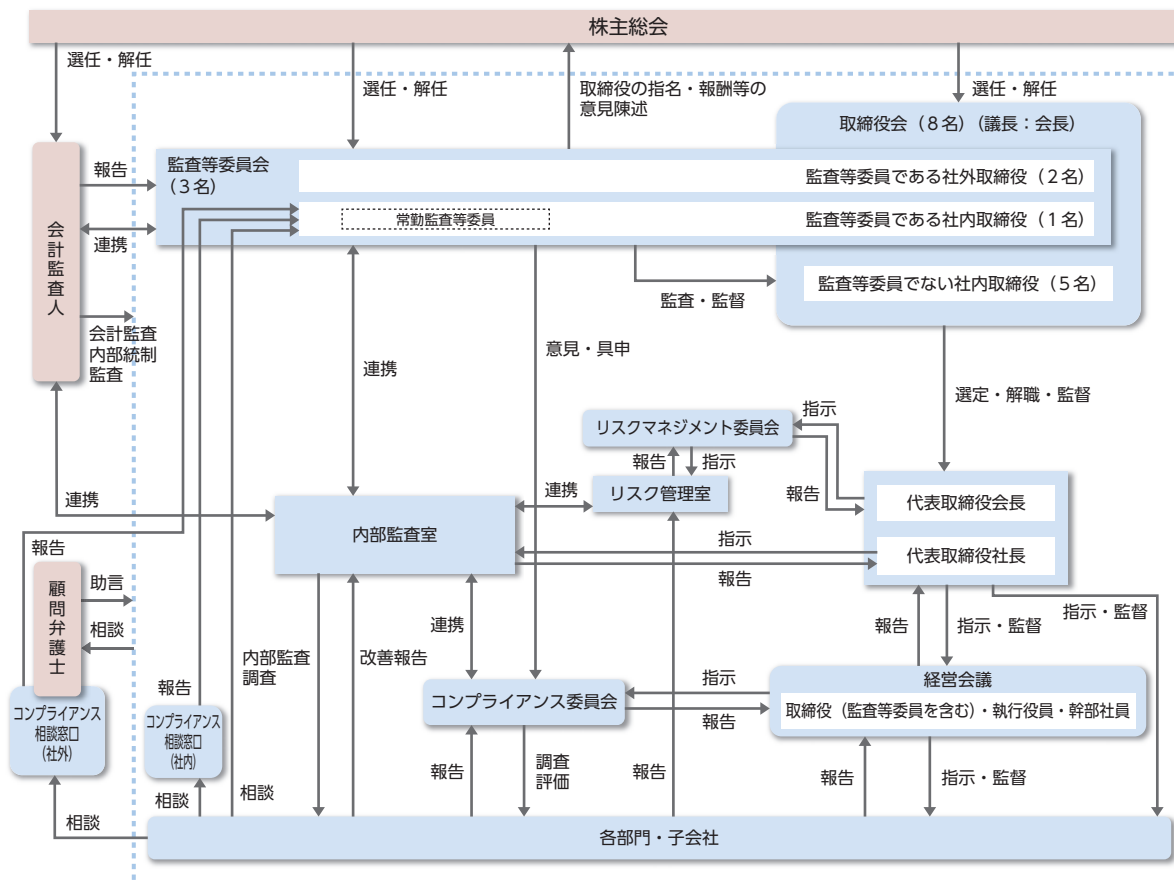 株主総会
選任・解任
選任・解任
取締役の指名・報酬等の
意見陳述
選任・解任
取締役会（8名）（議長：会長）
監査等委員会
（3名）
監査等委員である社外取締役（2名）
常勤監査等委員
監査等委員である社内取締役（1名）
監査等委員でない社内取締役（5名）
報告
連携
会計監査人
会計監査
内部統制
監査
監査・監督
意見・具申
連携
選定・解職・監督
リスクマネジメント委員会
指示
報告
指示
報告
リスク管理室
連携
連携
内部監査室
代表取締役会長
代表取締役社長
指示
報告
報告
顧問弁護士
助言
相談
コンプライアンス
相談窓口
(社外)
報告
コンプライアンス
相談窓口
(社内)
内部監査
調査
改善報告
連携
コンプライアンス委員会
指示
報告
報告
指示・監督
指示・監督
経営会議
取締役（監査等委員を含む）・執行役員・幹部社員
相談
相談
相談
報告
調査
評価
報告
報告
指示・監督
各部門・子会社